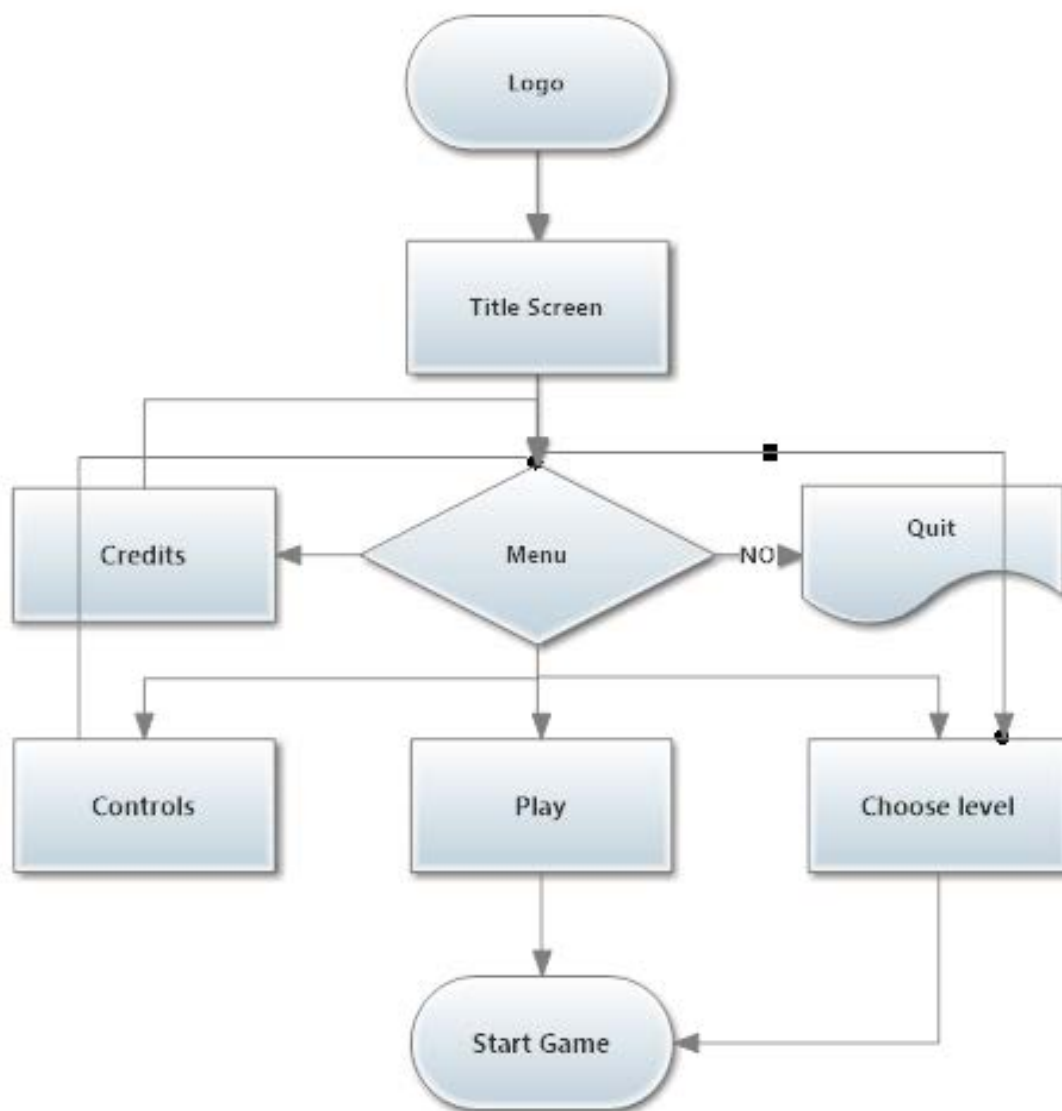 Logo
Title Screen
Credits
Menu
NO
Quit
Controls
Play
Choose level
Start Game